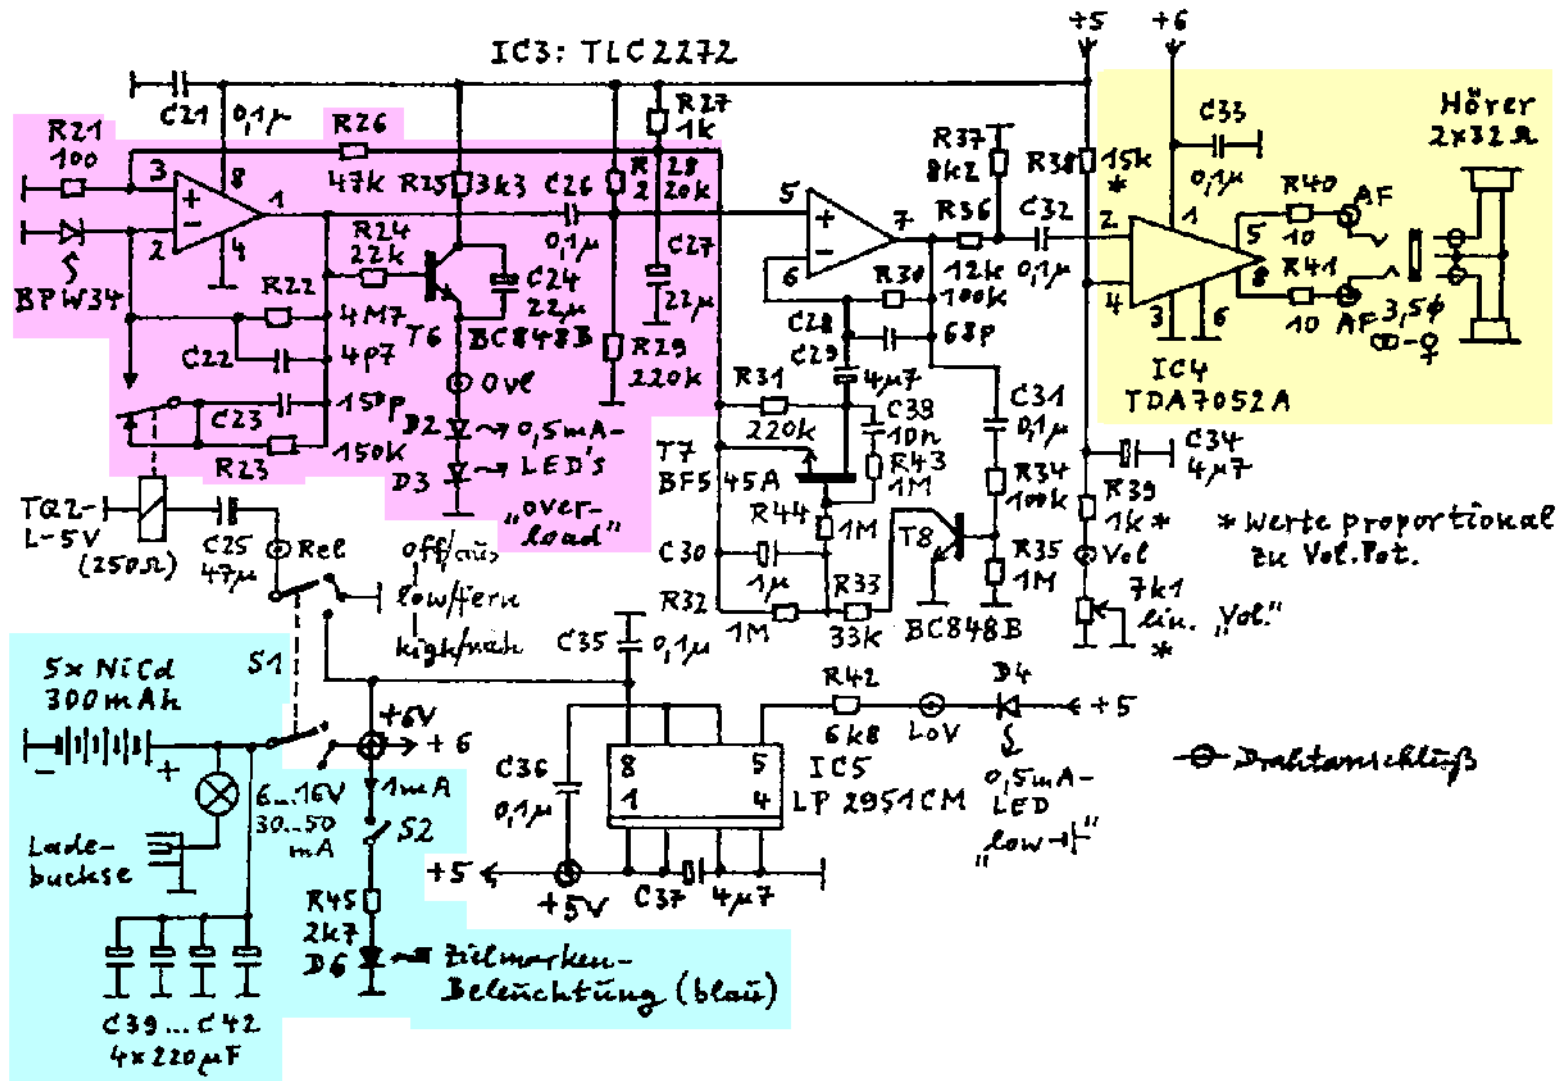 IC3: TLC2272
+5
+6
C21
0,1µ
R21
100
R26
47k
R27
1k
R28
220k
R25
3k3
C26
0,1µ
3
8
+
1
-
2
4
BPW34
R24
22k
R22
4M7
C22
4p7
C23
150p
R23
150K
C24
22µ
T6
BC848B
Ovl
D2
0,5mA-
D3
LED's
"over-
load"
C27
22µ
R29
220k
5
+
7
-
6
R37
8k2
R36
12k
R38
15k
*
C32
0,1µ
R30
100k
C28
68p
C29
4µ7
R31
220k
C38
10n
R43
1M
T7
BF545A
R44
1M
C30
1µ
R32
1M
R33
33k
T8
BC848B
C31
0,1µ
R34
100k
R35
1M
C33
0,1µ
Hörer
2x32Ω
2
1
5
8
4
3
6
R40
10
AF
R41
10
AF
3,5φ
IC4
TDA7052A
C34
4µ7
R39
1k*
Vol
7k1
lin. "Vol."
*
* Werte proportional
zu Vol.Pot.
TQ2-
L-5V
(250Ω)
C25
47µ
Rel
off/aus
low/fern
high/nah
S1
C35
0,1µ
5x NiCd
300mAh
-
+
+6V
+6
6...16V
30...50
mA
1mA
S2
Lade-
buchse
R45
2k7
D6
Zielmarken-
Beleuchtung (blau)
C39...C42
4x220µF
C36
0,1µ
8
5
1
4
IC5
LP2951CM
+5
+5V
C37
4µ7
R42
6k8
LoV
D4
+5
0,5mA-
LED
"low
"
Drahtanschluß